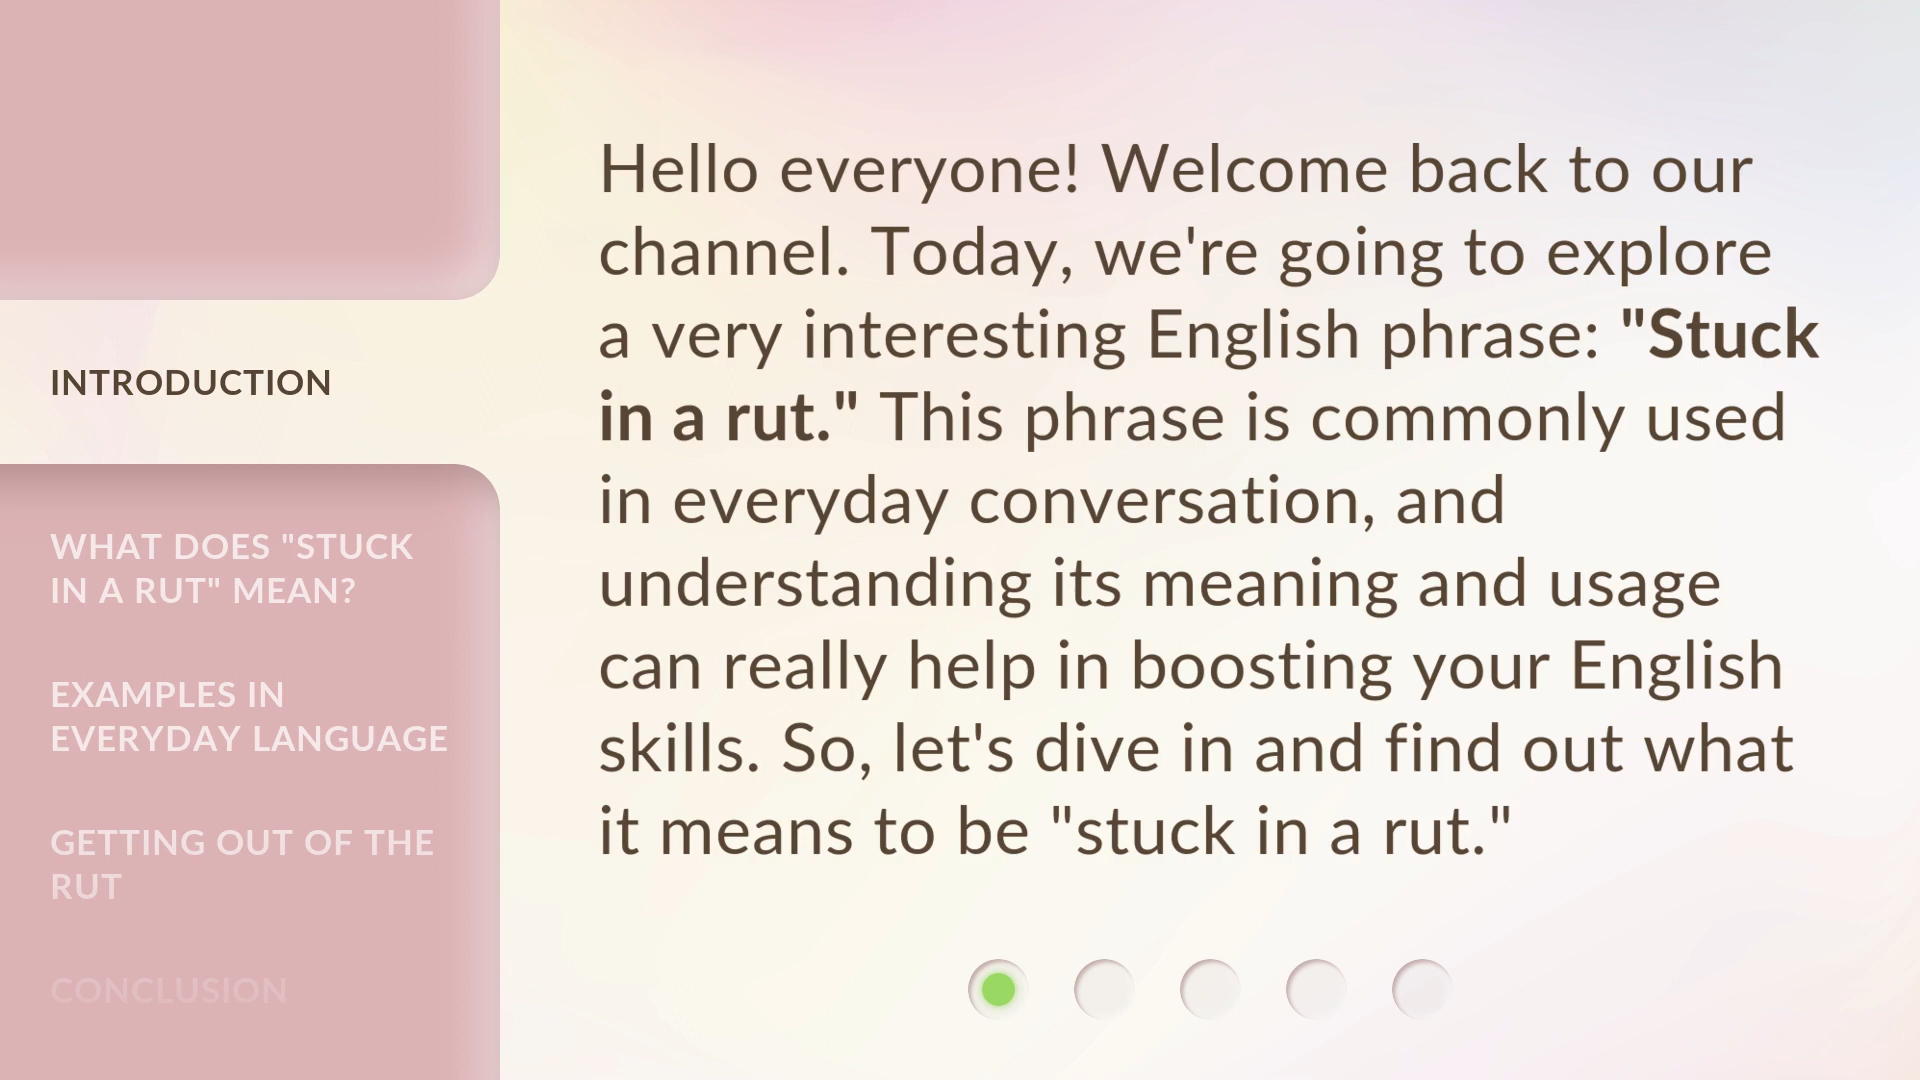 INTRODUCTION
WHAT DOES "STUCK
IN A RUT" MEAN?
EXAMPLES IN
EVERYDAY LANGUAGE
GETTING OUT OF THE
RUT
CONCLUSION
Hello everyone! Welcome back to our
channel. Today, we're going to explore
a very interesting English phrase: "Stuck
in a rut." This phrase is commonly used
in everyday conversation, and
understanding its meaning and usage
can really help in boosting your English
skills. So, let's dive in and find out what
it means to be "stuck in a rut."